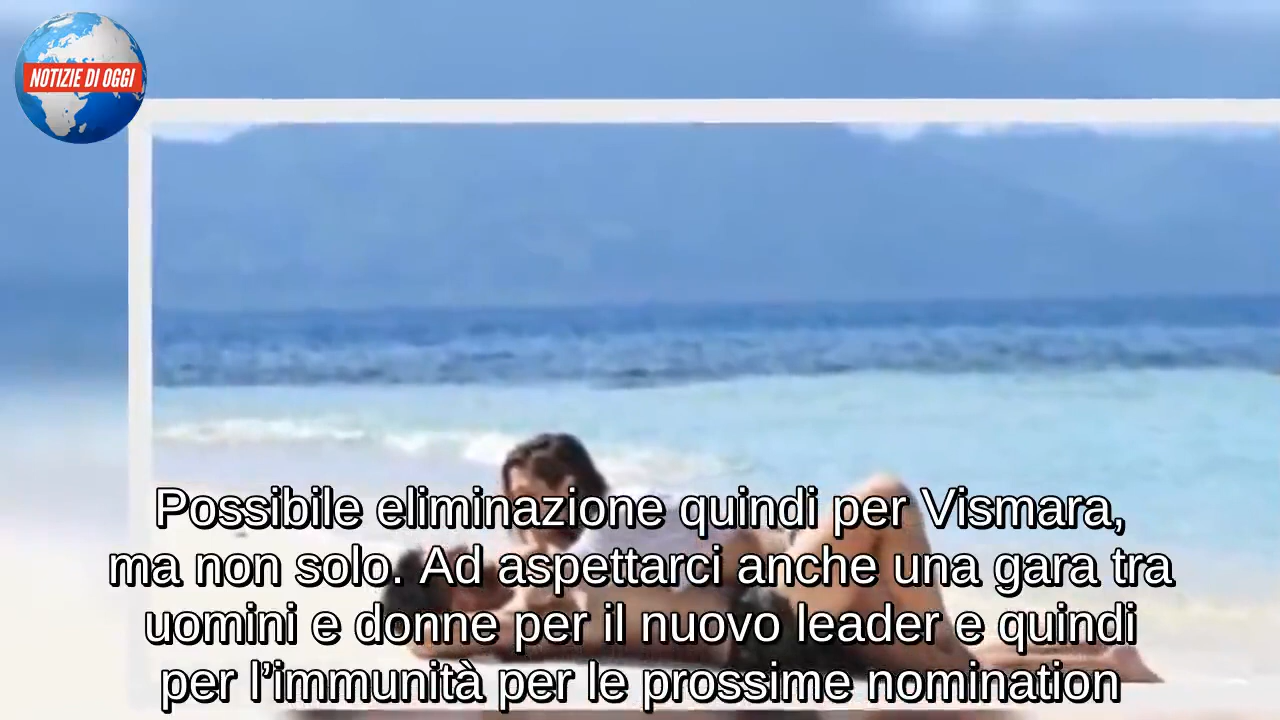 NOTIZIE DI OGGI
Possibile eliminazione quindi per Vismara,
ma non solo. Ad aspettarci anche una gara tra
uomini e donne per il nuovo leader e quindi
per l’immunità per le prossime nomination